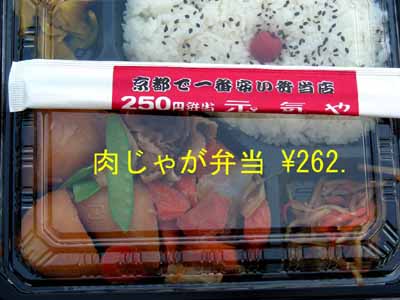 京都で一番安い弁当店
250円弁当 元気や
肉じゃが弁当 ¥262.